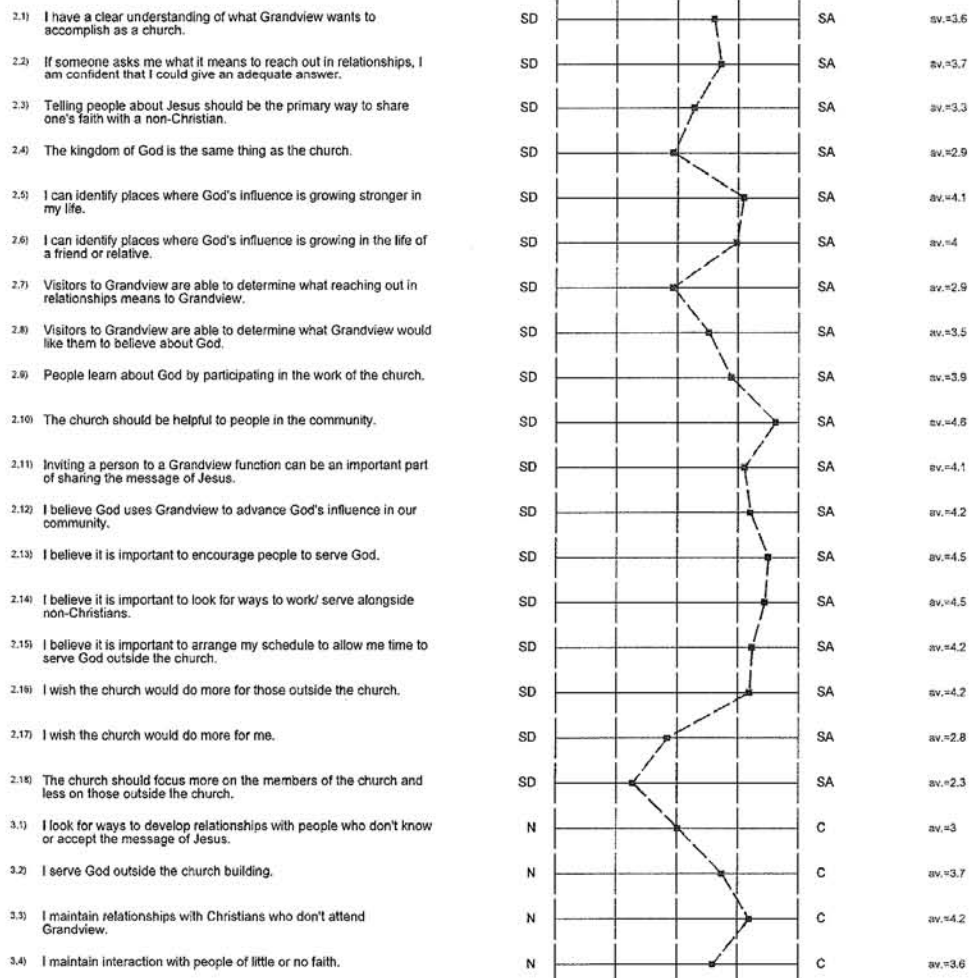 2.1) I have a clear understanding of what Grandview wants to SD SA av.=3.6
accomplish as a church.
2.2) If someone asks me what it means to reach out in relationships, I SD SA av.=3.7
am confident that I could give an adequate answer.
2.3) Telling people about Jesus should be the primary way to share SD SA av.=3.3
one's faith with a non-Christian.
2.4) The kingdom of God is the same thing as the church. SD SA av.=2.9
2.5) I can identify places where God's influence is growing stronger in SD SA av.=4.1
my life.
2.6) I can identify places where God's influence is growing in the life of SD SA av.=4
a friend or relative.
2.7) Visitors to Grandview are able to determine what reaching out in SD SA av.=2.9
relationships means to Grandview.
2.8) Visitors to Grandview are able to determine what Grandview would SD SA av.=3.5
like them to believe about God.
2.9) People learn about God by participating in the work of the church. SD SA av.=3.9
2.10) The church should be helpful to people in the community. SD SA av.=4.6
2.11) Inviting a person to a Grandview function can be an important part SD SA av.=4.1
of sharing the message of Jesus.
2.12) I believe God uses Grandview to advance God's influence in our SD SA av.=4.2
community.
2.13) I believe it is important to encourage people to serve God. SD SA av.=4.5
2.14) I believe it is important to look for ways to work/ serve alongside SD SA av.=4.5
non-Christians.
2.15) I believe it is important to arrange my schedule to allow me time to SD SA av.=4.2
serve God outside the church.
2.16) I wish the church would do more for those outside the church. SD SA av.=4.2
2.17) I wish the church would do more for me. SD SA av.=2.8
2.18) The church should focus more on the members of the church and SD SA av.=2.3
less on those outside the church.
3.1) I look for ways to develop relationships with people who don't know N C av.=3
or accept the message of Jesus.
3.2) I serve God outside the church building. N C av.=3.7
3.3) I maintain relationships with Christians who don't attend N C av.=4.2
Grandview.
3.4) I maintain interaction with people of little or no faith. N C av.=3.6